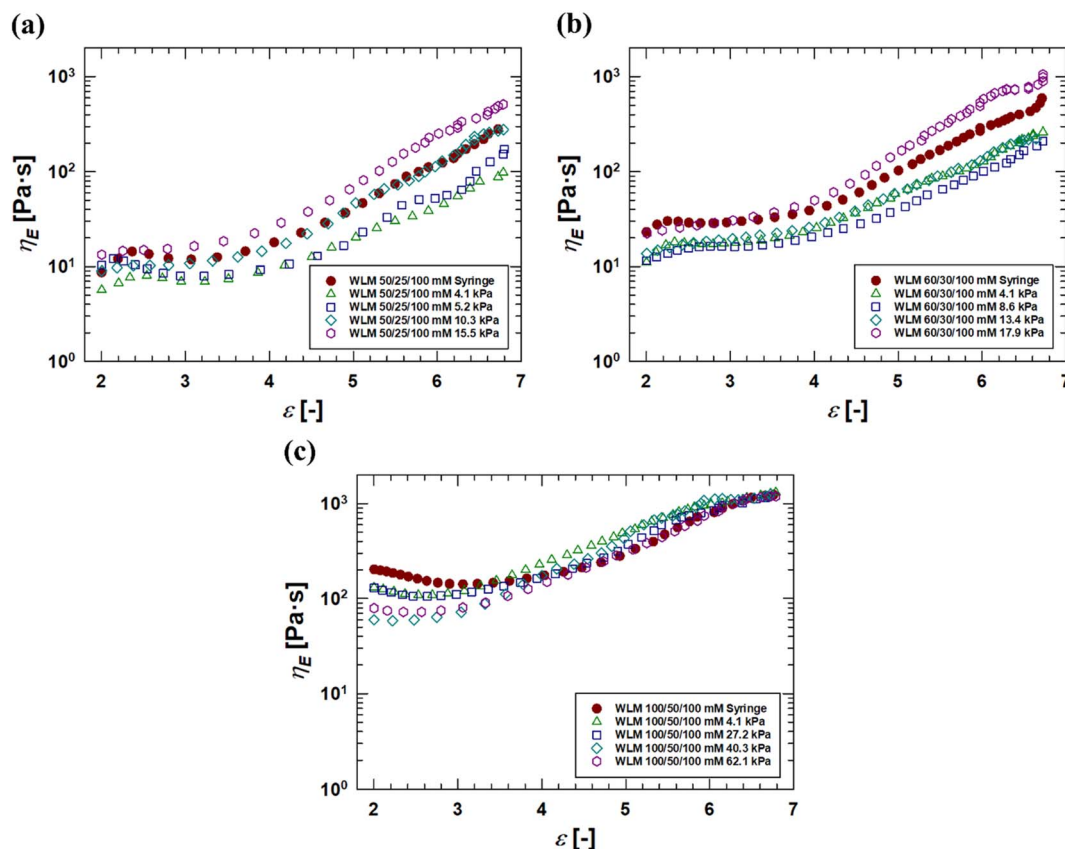 (a)
10³
10²
10¹
10⁰
η_E [Pa·s]
WLM 50/25/100 mM Syringe
WLM 50/25/100 mM 4.1 kPa
WLM 50/25/100 mM 5.2 kPa
WLM 50/25/100 mM 10.3 kPa
WLM 50/25/100 mM 15.5 kPa
2 3 4 5 6 7
ε [-]
(b)
10³
10²
10¹
10⁰
η_E [Pa·s]
WLM 60/30/100 mM Syringe
WLM 60/30/100 mM 4.1 kPa
WLM 60/30/100 mM 8.6 kPa
WLM 60/30/100 mM 13.4 kPa
WLM 60/30/100 mM 17.9 kPa
2 3 4 5 6 7
ε [-]
(c)
10³
10²
10¹
10⁰
η_E [Pa·s]
WLM 100/50/100 mM Syringe
WLM 100/50/100 mM 4.1 kPa
WLM 100/50/100 mM 27.2 kPa
WLM 100/50/100 mM 40.3 kPa
WLM 100/50/100 mM 62.1 kPa
2 3 4 5 6 7
ε [-]